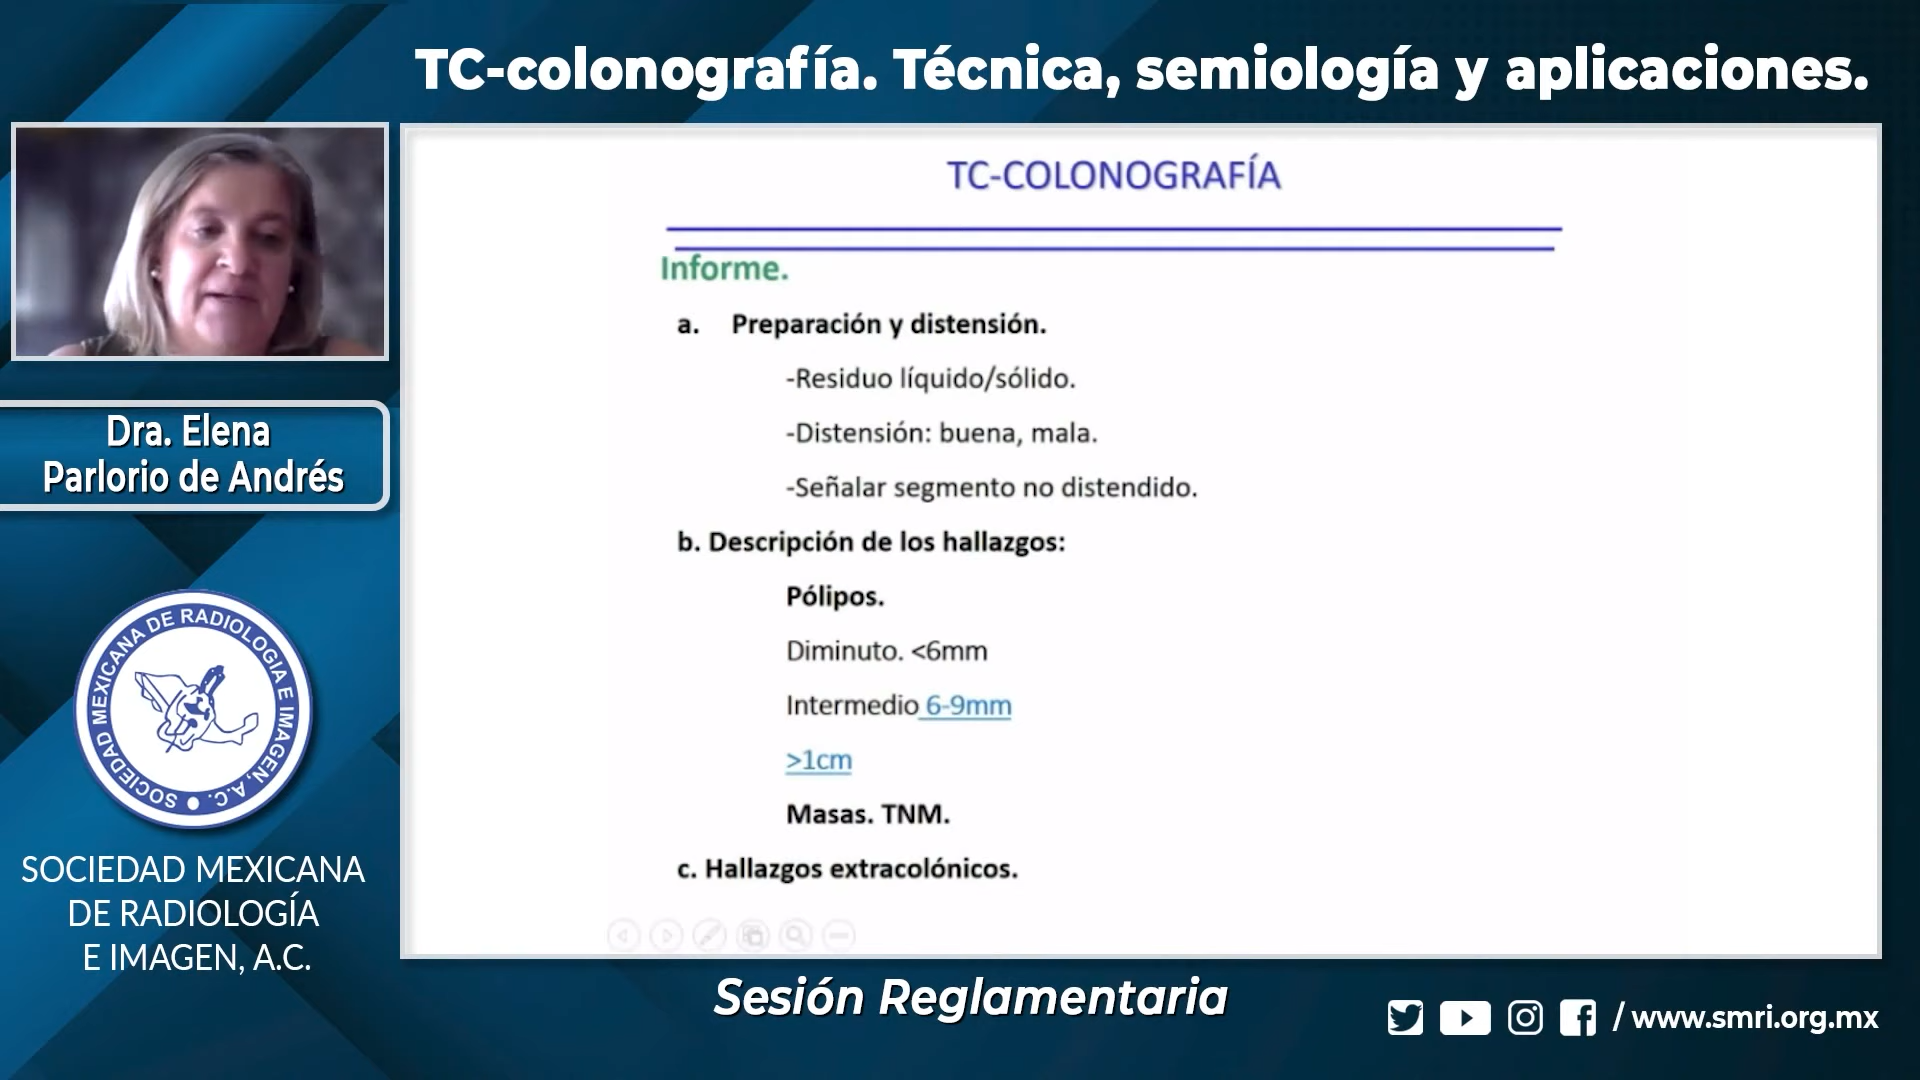 TC-colonografía. Técnica, semiología y aplicaciones.
Dra. Elena
Parlorio de Andrés
SOCIEDAD MEXICANA DE RADIOLOGIA E IMAGEN, A.C.
SOCIEDAD MEXICANA
DE RADIOLOGÍA
E IMAGEN, A.C.
TC-COLONOGRAFÍA
Informe.
a. Preparación y distensión.
-Residuo líquido/sólido.
-Distensión: buena, mala.
-Señalar segmento no distendido.
b. Descripción de los hallazgos:
Pólipos.
Diminuto. <6mm
Intermedio 6-9mm
>1cm
Masas. TNM.
c. Hallazgos extracolónicos.
Sesión Reglamentaria
/ www.smri.org.mx